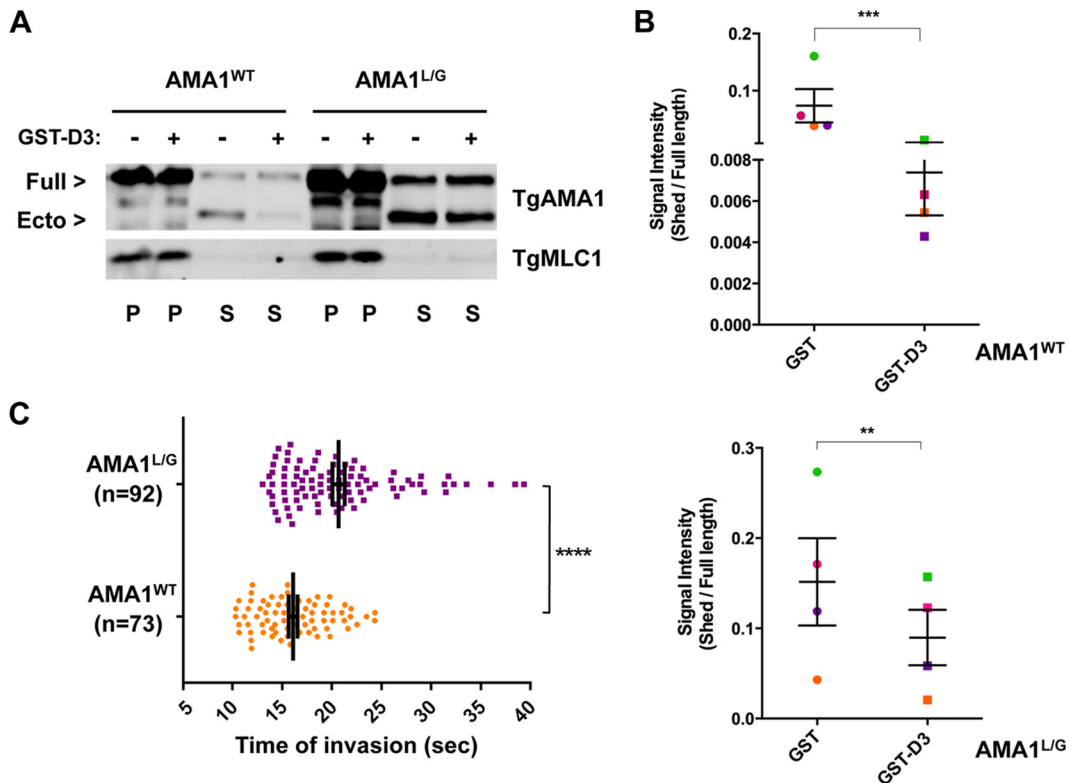 A
AMA1WT AMA1L/G
GST-D3: - + - + - + - +
Full >
Ecto >
TgAMA1
TgMLC1
P P S S P P S S
B
***
0.2
0.1
0.008
0.006
0.004
0.002
0.000
Signal Intensity
(Shed / Full length)
GST
GST-D3
AMA1WT
C
AMA1L/G
(n=92)
AMA1WT
(n=73)
****
5 10 15 20 25 30 35 40
Time of invasion (sec)
**
0.3
0.2
0.1
0.0
Signal Intensity
(Shed / Full length)
GST
GST-D3
AMA1L/G